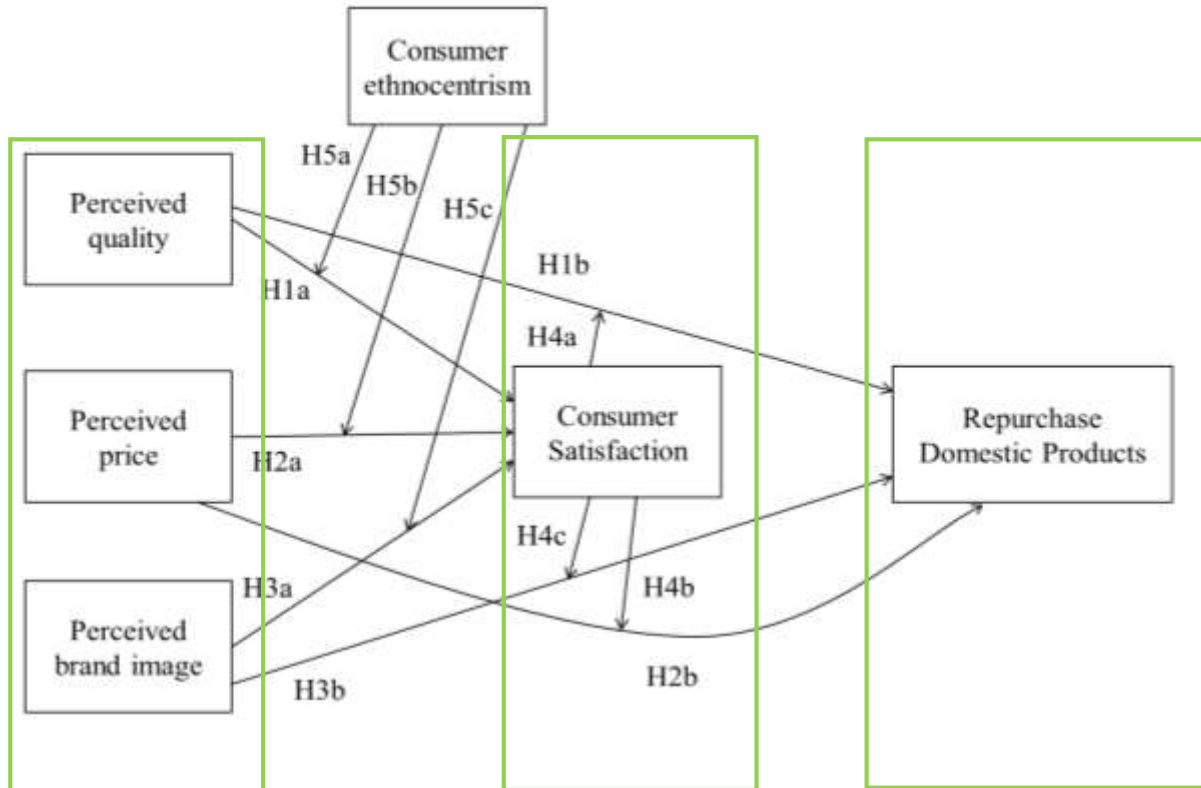 Consumer
ethnocentrism
H5a
H5b
H5c
Perceived
quality
H1a
H1b
H4a
Perceived
price
H2a
Consumer
Satisfaction
Repurchase
Domestic Products
H4c
H4b
H3a
Perceived
brand image
H3b
H2b